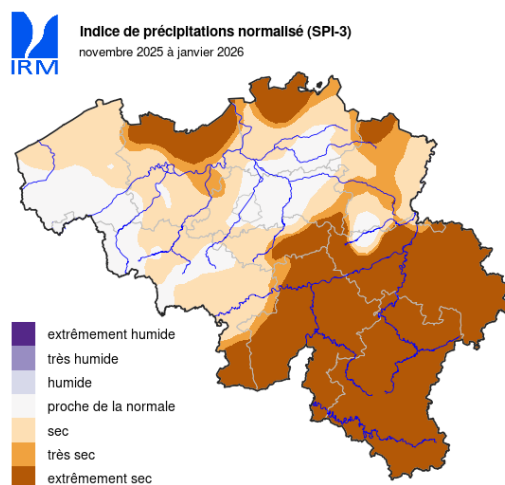 Indice de précipitations normalisé (SPI-3)
novembre 2025 à janvier 2026
IRM
extrêmement humide
très humide
humide
proche de la normale
sec
très sec
extrêmement sec